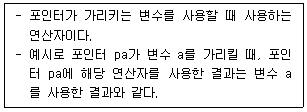 - 포인터가 가리키는 변수를 사용할 때 사용하는
연산자이다.
- 예시로 포인터 pa가 변수 a를 가리킬 때, 포인
터 pa에 해당 연산자를 사용한 결과는 변수 a
를 사용한 결과와 같다.